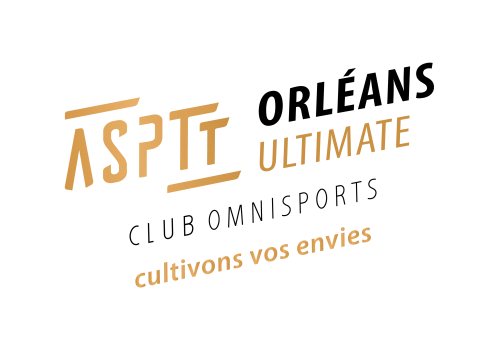 ASPTT
ORLÉANS
ULTIMATE
CLUB OMNISPORTS
cultivons vos envies